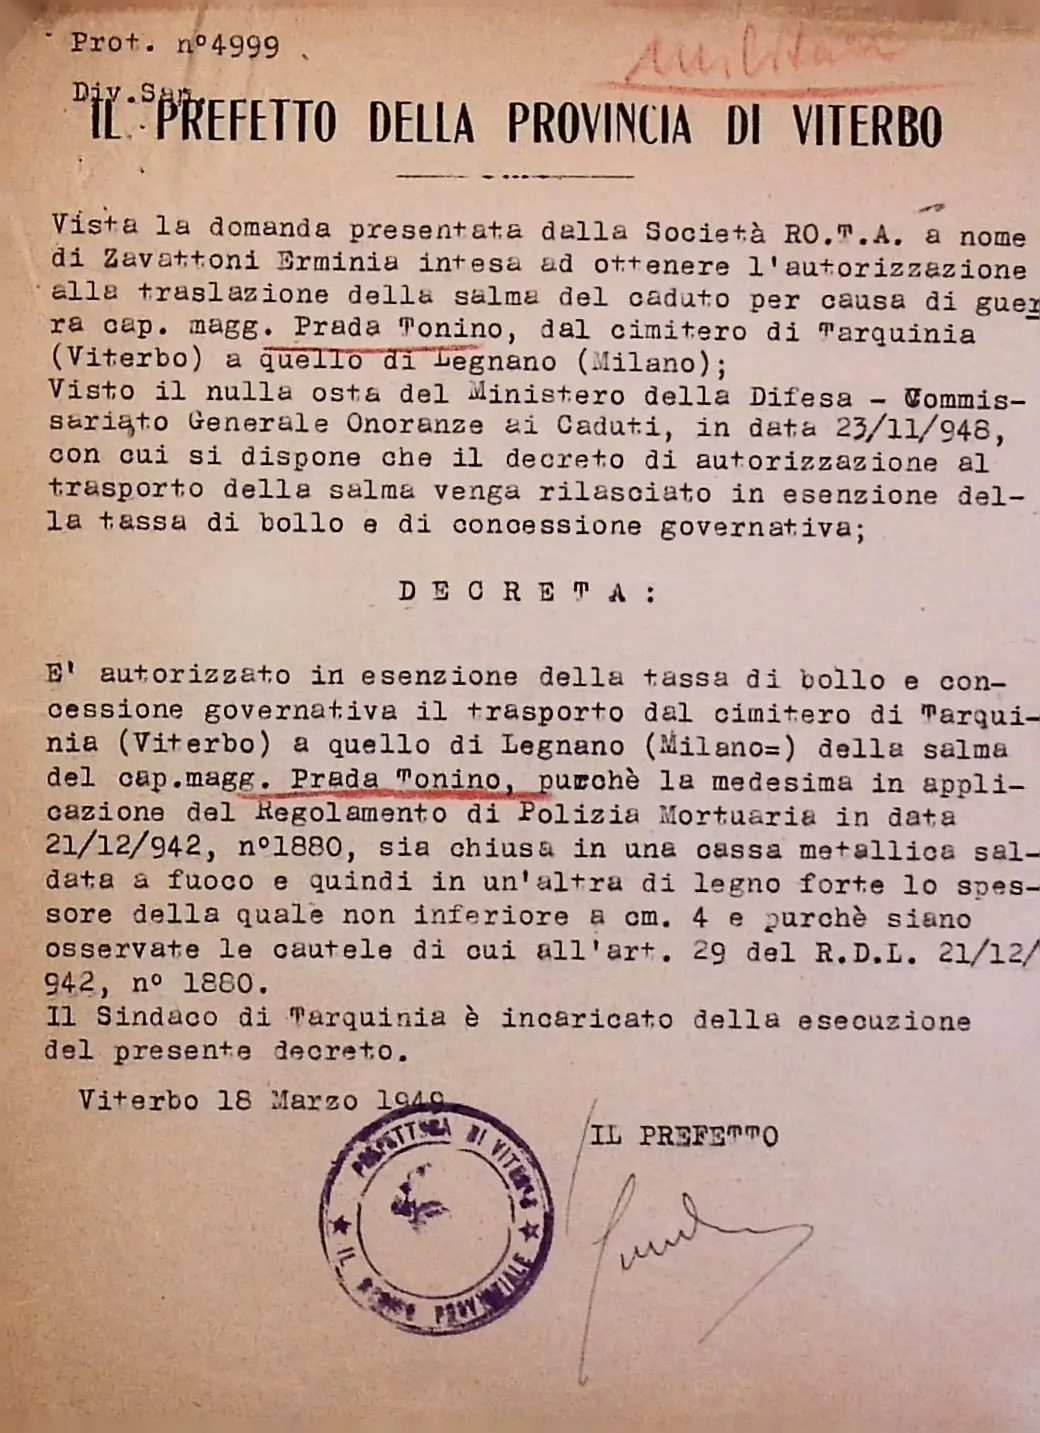 Prot. n°4999
militare
Div.San.
IL PREFETTO DELLA PROVINCIA DI VITERBO
Vista la domanda presentata dalla Società RO.T.A. a nome
di Zavattoni Erminia intesa ad ottenere l'autorizzazione
alla traslazione della salma del caduto per causa di guer
ra cap. magg. Prada Tonino, dal cimitero di Tarquinia
(Viterbo) a quello di Legnano (Milano);
Visto il nulla osta del Ministero della Difesa - Commis-
sariato Generale Onoranze ai Caduti, in data 23/11/948,
con cui si dispone che il decreto di autorizzazione al
trasporto della salma venga rilasciato in esenzione del-
la tassa di bollo e di concessione governativa;
D E C R E T A :
E' autorizzato in esenzione della tassa di bollo e con-
cessione governativa il trasporto dal cimitero di Tarqui-
nia (Viterbo) a quello di Legnano (Milano=) della salma
del cap.magg. Prada Tonino, purchè la medesima in appli-
cazione del Regolamento di Polizia Mortuaria in data
21/12/942, n°1880, sia chiusa in una cassa metallica sal-
data a fuoco e quindi in un'altra di legno forte lo spes-
sore della quale non inferiore a cm. 4 e purchè siano
osservate le cautele di cui all'art. 29 del R.D.L. 21/12/
942, n° 1880.
Il Sindaco di Tarquinia è incaricato della esecuzione
del presente decreto.
Viterbo 18 Marzo 1949
IL PREFETTO
PREFETTURA DI VITERBO
IL MEDICO PROVINCIALE